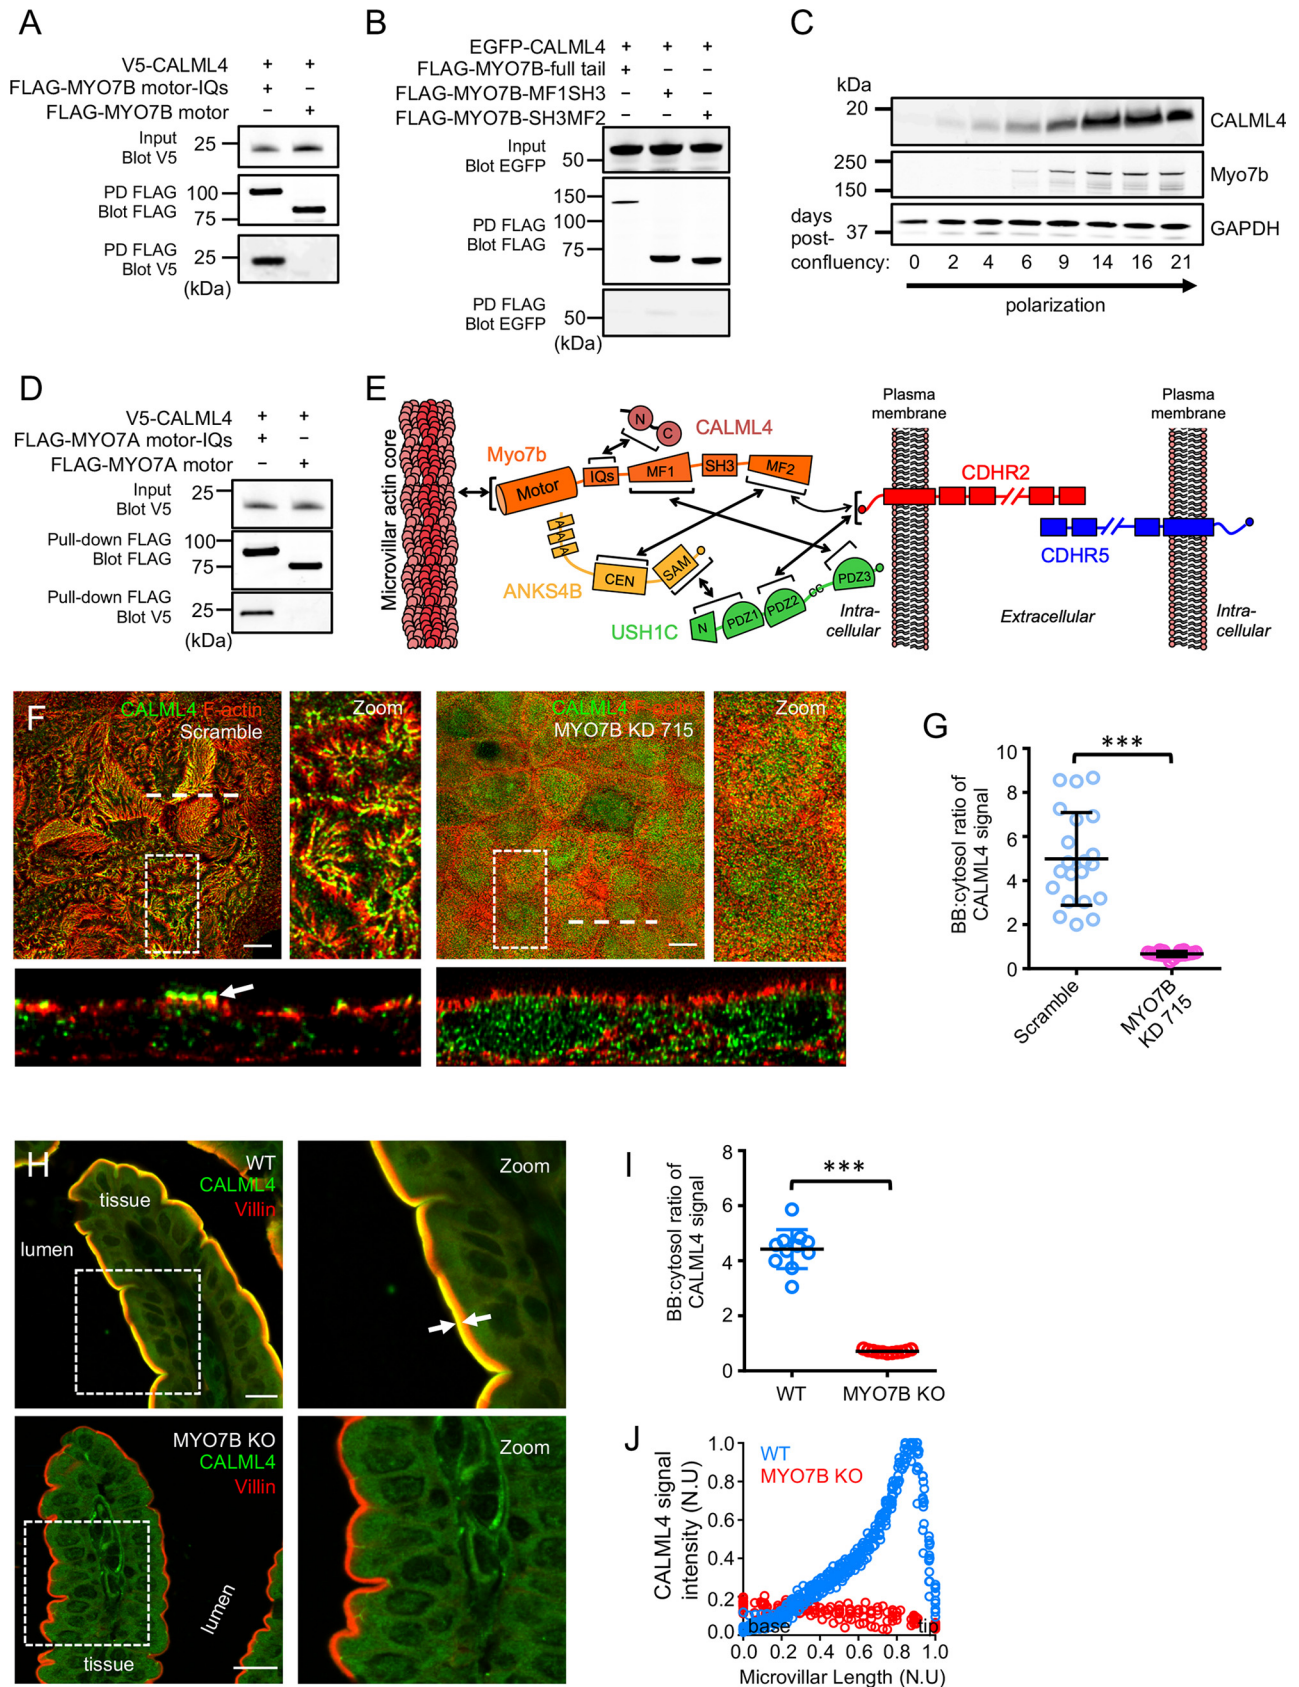 A
V5-CALML4 + +
FLAG-MYO7B motor-IQs + –
FLAG-MYO7B motor – +
Input
Blot V5
25
PD FLAG
Blot FLAG
100
75
PD FLAG
Blot V5
25
(kDa)
B
EGFP-CALML4 + + +
FLAG-MYO7B-full tail + – –
FLAG-MYO7B-MF1SH3 – + –
FLAG-MYO7B-SH3MF2 – – +
Input
Blot EGFP
50
150
100
75
PD FLAG
Blot FLAG
PD FLAG
Blot EGFP
50
(kDa)
C
kDa
20
CALML4
250
150
Myo7b
37
GAPDH
days
post-
confluency:
0 2 4 6 9 14 16 21
polarization
D
V5-CALML4 + +
FLAG-MYO7A motor-IQs + –
FLAG-MYO7A motor – +
Input
Blot V5
25
Pull-down FLAG
Blot FLAG
100
75
Pull-down FLAG
Blot V5
25
(kDa)
E
Microvillar actin core
Myo7b
Motor
IQs
MF1
SH3
MF2
N
C
CALML4
A
A
A
ANKS4B
CEN
SAM
USH1C
N
PDZ1
PDZ2
CC
PDZ3
Plasma
membrane
Intra-
cellular
Extracellular
CDHR2
CDHR5
Plasma
membrane
Intra-
cellular
F
CALML4 F-actin
Scramble
Zoom
CALML4 F-actin
MYO7B KD 715
Zoom
G
BB:cytosol ratio of
CALML4 signal
10
8
6
4
2
0
***
Scramble
MYO7B
KD 715
H
WT
CALML4
Villin
tissue
lumen
Zoom
MYO7B KO
CALML4
Villin
lumen
tissue
Zoom
I
BB:cytosol ratio of
CALML4 signal
8
6
4
2
0
***
WT
MYO7B KO
J
CALML4 signal
intensity (N.U)
1.0
0.8
0.6
0.4
0.2
0.0
WT
MYO7B KO
base
tip
0.0 0.2 0.4 0.6 0.8 1.0
Microvillar Length (N.U)